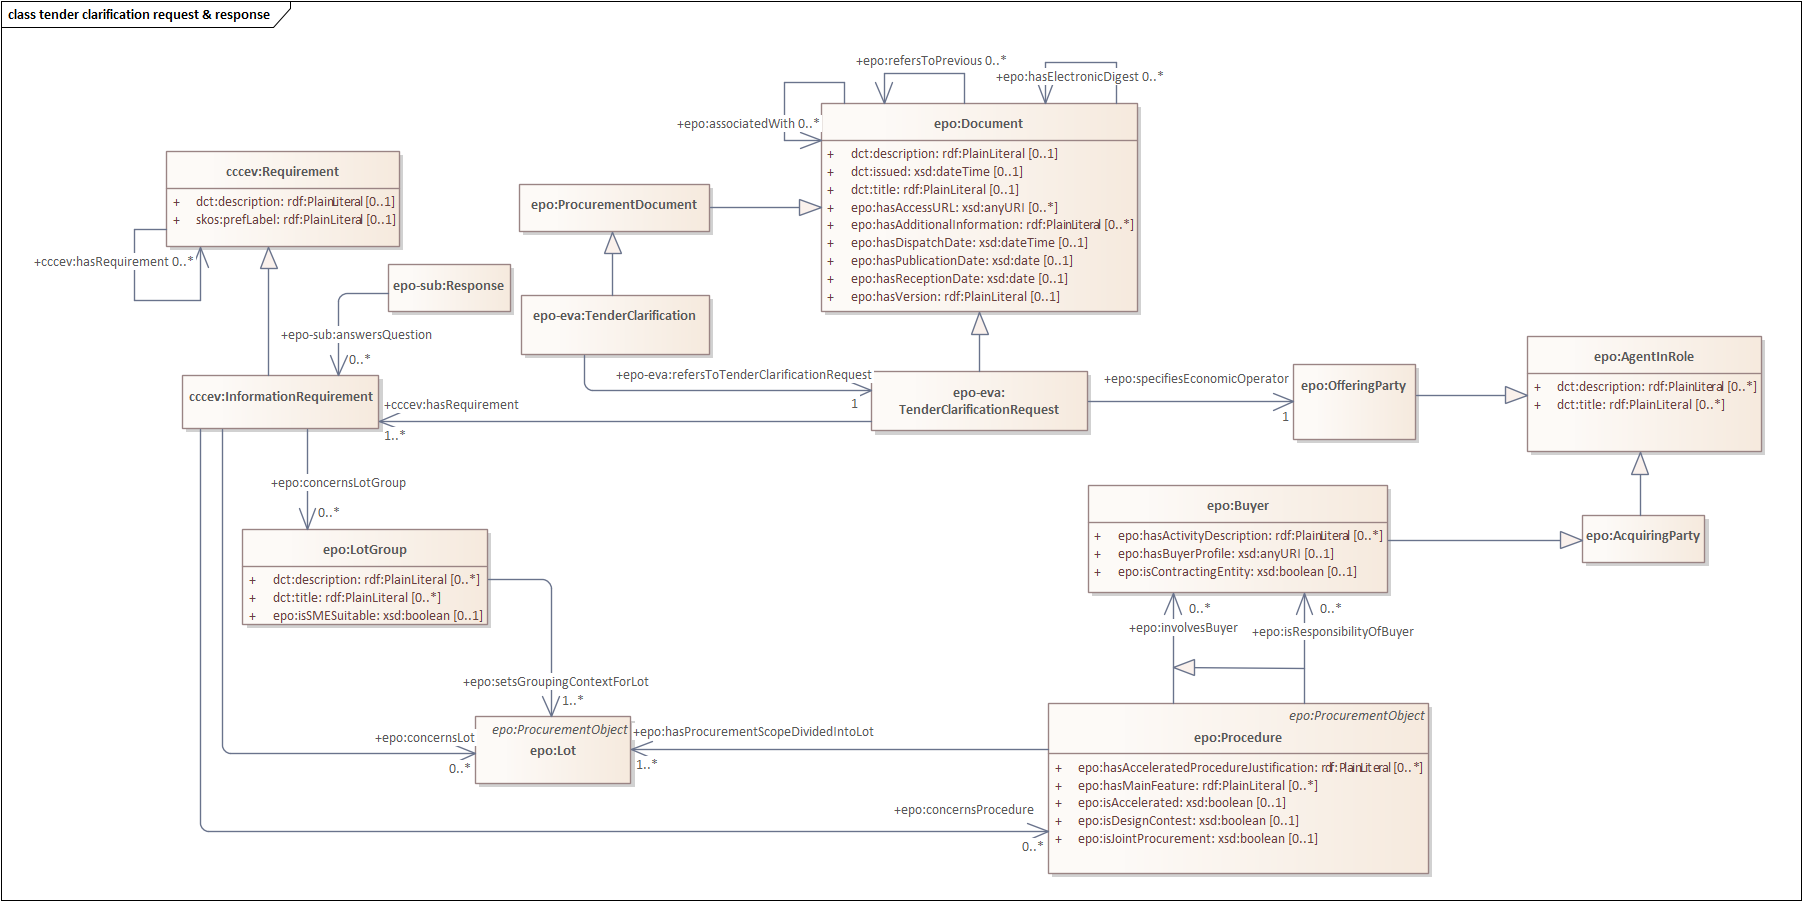 class tender clarification request & response
+epo:refersToPrevious 0..*
+epo:hasElectronicDigest 0..*
+epo:associatedWith 0..*
epo:Document
+ dct:description: rdf:PlainLiteral [0..1]
+ dct:issued: xsd:dateTime [0..1]
+ dct:title: rdf:PlainLiteral [0..1]
+ epo:hasAccessURL: xsd:anyURI [0..*]
+ epo:hasAdditionalInformation: rdf:PlainLiteral [0..*]
+ epo:hasDispatchDate: xsd:dateTime [0..1]
+ epo:hasPublicationDate: xsd:date [0..1]
+ epo:hasReceptionDate: xsd:date [0..1]
+ epo:hasVersion: rdf:PlainLiteral [0..1]
cccev:Requirement
+ dct:description: rdf:PlainLiteral [0..1]
+ skos:prefLabel: rdf:PlainLiteral [0..1]
+cccev:hasRequirement 0..*
epo:ProcurementDocument
epo-sub:Response
epo-eva:TenderClarification
+epo-sub:answersQuestion
0..*
+epo-eva:refersToTenderClarificationRequest
1
cccev:InformationRequirement
+cccev:hasRequirement
1..*
epo-eva:
TenderClarificationRequest
+epo:specifiesEconomicOperator
1
epo:OfferingParty
epo:AgentInRole
+ dct:description: rdf:PlainLiteral [0..*]
+ dct:title: rdf:PlainLiteral [0..*]
+epo:concernsLotGroup
0..*
epo:LotGroup
+ dct:description: rdf:PlainLiteral [0..*]
+ dct:title: rdf:PlainLiteral [0..*]
+ epo:isSMESuitable: xsd:boolean [0..1]
epo:Buyer
+ epo:hasActivityDescription: rdf:PlainLiteral [0..*]
+ epo:hasBuyerProfile: xsd:anyURI [0..1]
+ epo:isContractingEntity: xsd:boolean [0..1]
epo:AcquiringParty
0..*
+epo:involvesBuyer
0..*
+epo:isResponsibilityOfBuyer
+epo:setsGroupingContextForLot
1..*
epo:ProcurementObject
epo:Lot
+epo:concernsLot
0..*
+epo:hasProcurementScopeDividedIntoLot
1..*
epo:ProcurementObject
epo:Procedure
+ epo:hasAcceleratedProcedureJustification: rdf:PlainLiteral [0..*]
+ epo:hasMainFeature: rdf:PlainLiteral [0..*]
+ epo:isAccelerated: xsd:boolean [0..1]
+ epo:isDesignContest: xsd:boolean [0..1]
+ epo:isJointProcurement: xsd:boolean [0..1]
+epo:concernsProcedure
0..*